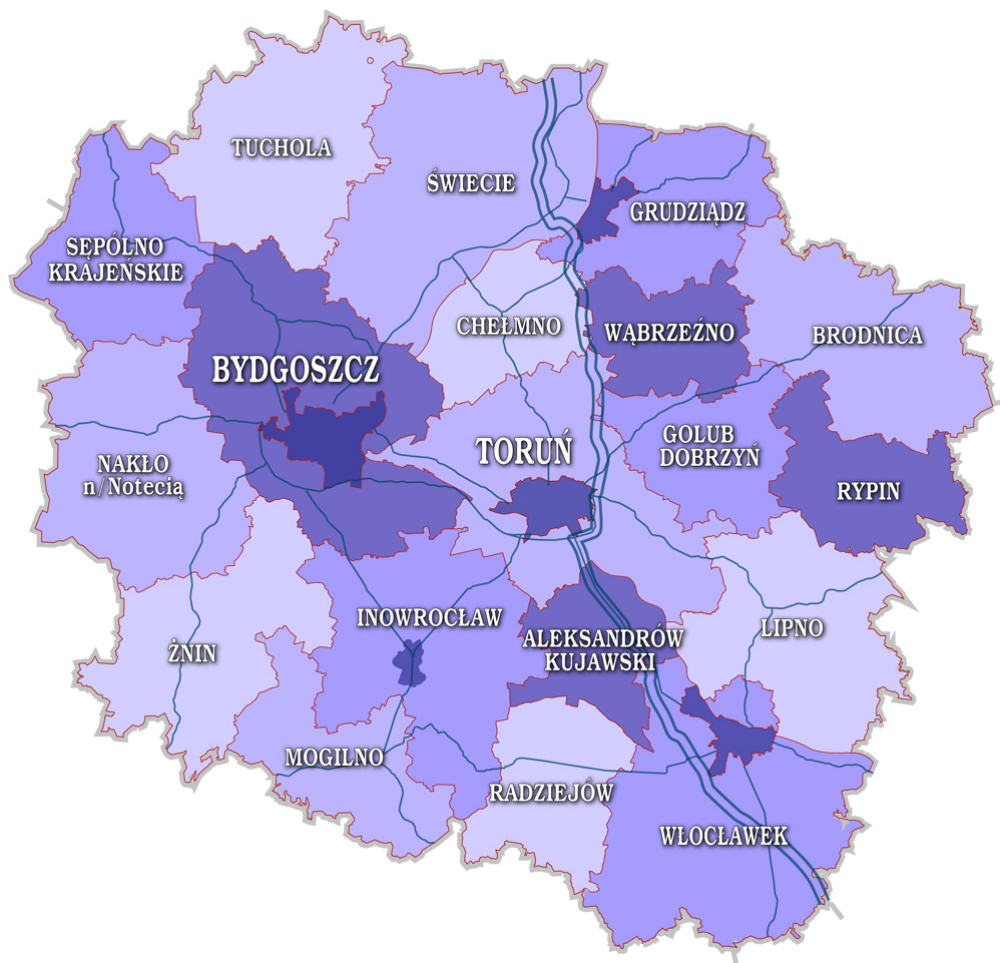 TUCHOLA
ŚWIECIE
GRUDZIĄDZ
SĘPÓLNO
KRAJEŃSKIE
CHEŁMNO
WĄBRZEŹNO
BRODNICA
BYDGOSZCZ
TORUŃ
GOLUB
DOBRZYŃ
NAKŁO
n/Notecią
RYPIN
INOWROCŁAW
ALEKSANDRÓW
KUJAWSKI
LIPNO
ŻNIN
MOGILNO
RADZIEJÓW
WŁOCŁAWEK